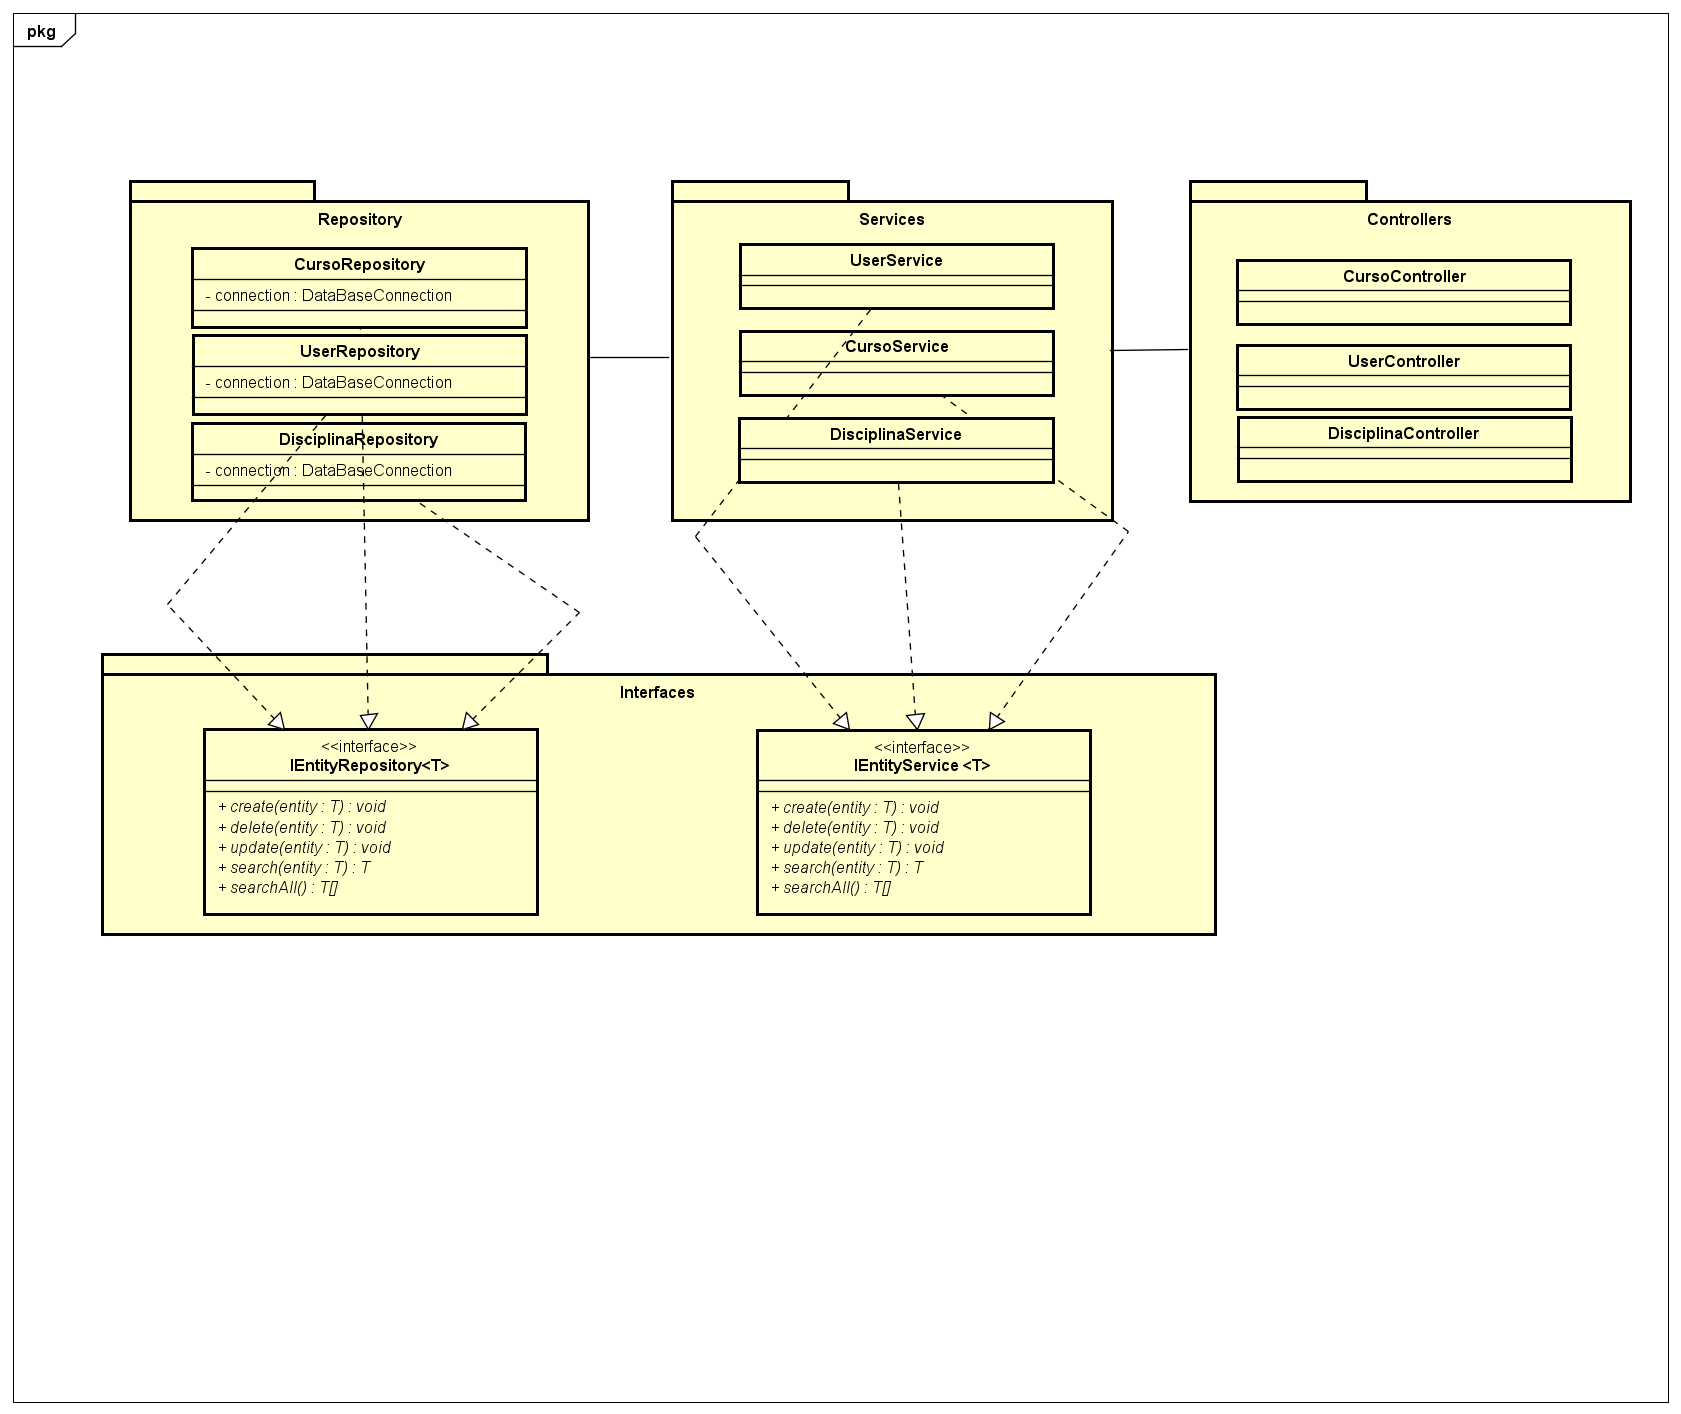 pkg
Repository
CursoRepository
- connection : DataBaseConnection
UserRepository
- connection : DataBaseConnection
DisciplinaRepository
- connection : DataBaseConnection
Services
UserService
CursoService
DisciplinaService
Controllers
CursoController
UserController
DisciplinaController
Interfaces
<<interface>>
IEntityRepository<T>
+ create(entity : T) : void
+ delete(entity : T) : void
+ update(entity : T) : void
+ search(entity : T) : T
+ searchAll() : T[]
<<interface>>
IEntityService <T>
+ create(entity : T) : void
+ delete(entity : T) : void
+ update(entity : T) : void
+ search(entity : T) : T
+ searchAll() : T[]